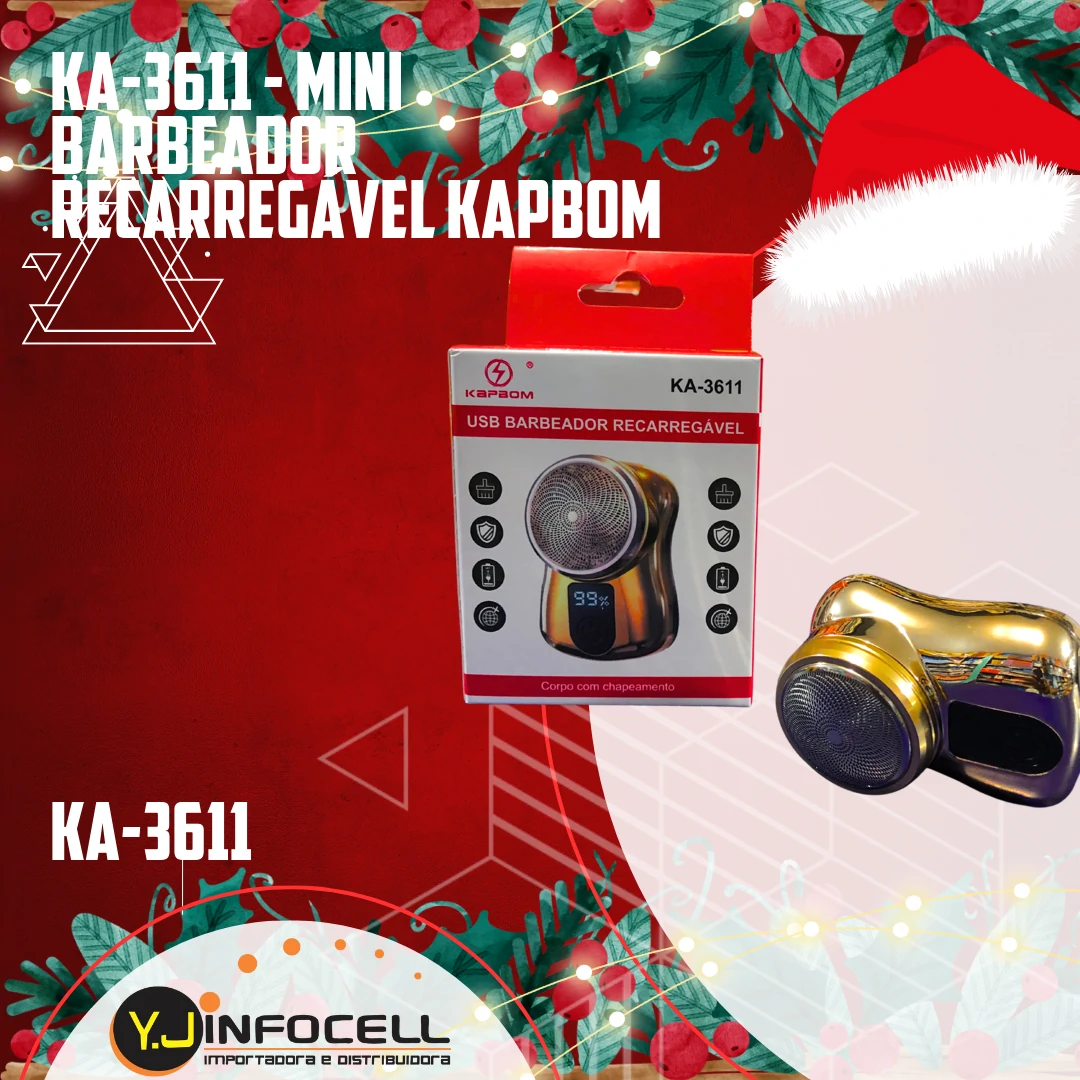 KA-3611 - MINI
BARBEADOR
RECARREGÁVEL KAPBOM
KAPBOM
®
KA-3611
USB BARBEADOR RECARREGÁVEL
99%
Corpo com chapeamento
KA-3611
Y.J INFOCELL
IMPORTADORA E DISTRIBUIDORA